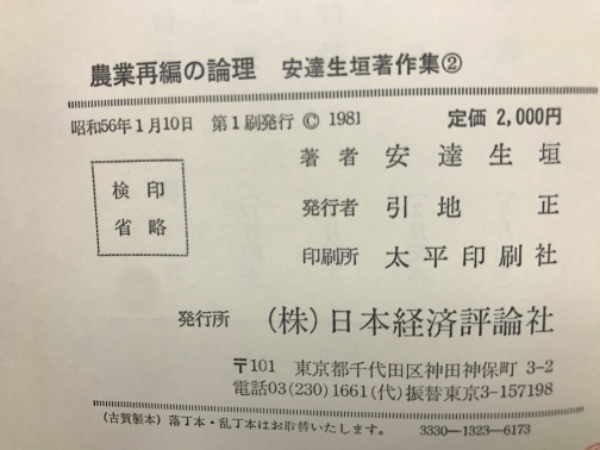 農業再編の論理　安達生垣著作集②
昭和56年1月10日　第1刷発行 © 1981　定価 2,000円
著者　安達生垣
検印
省略
発行者　引地　正
印刷所　太平印刷社
発行所　(株)日本経済評論社
〒101　東京都千代田区神田神保町 3-2
電話03(230)1661(代)振替東京3-157198
(古賀製本) 落丁本・乱丁本はお取替いたします。　3330—1323—6173